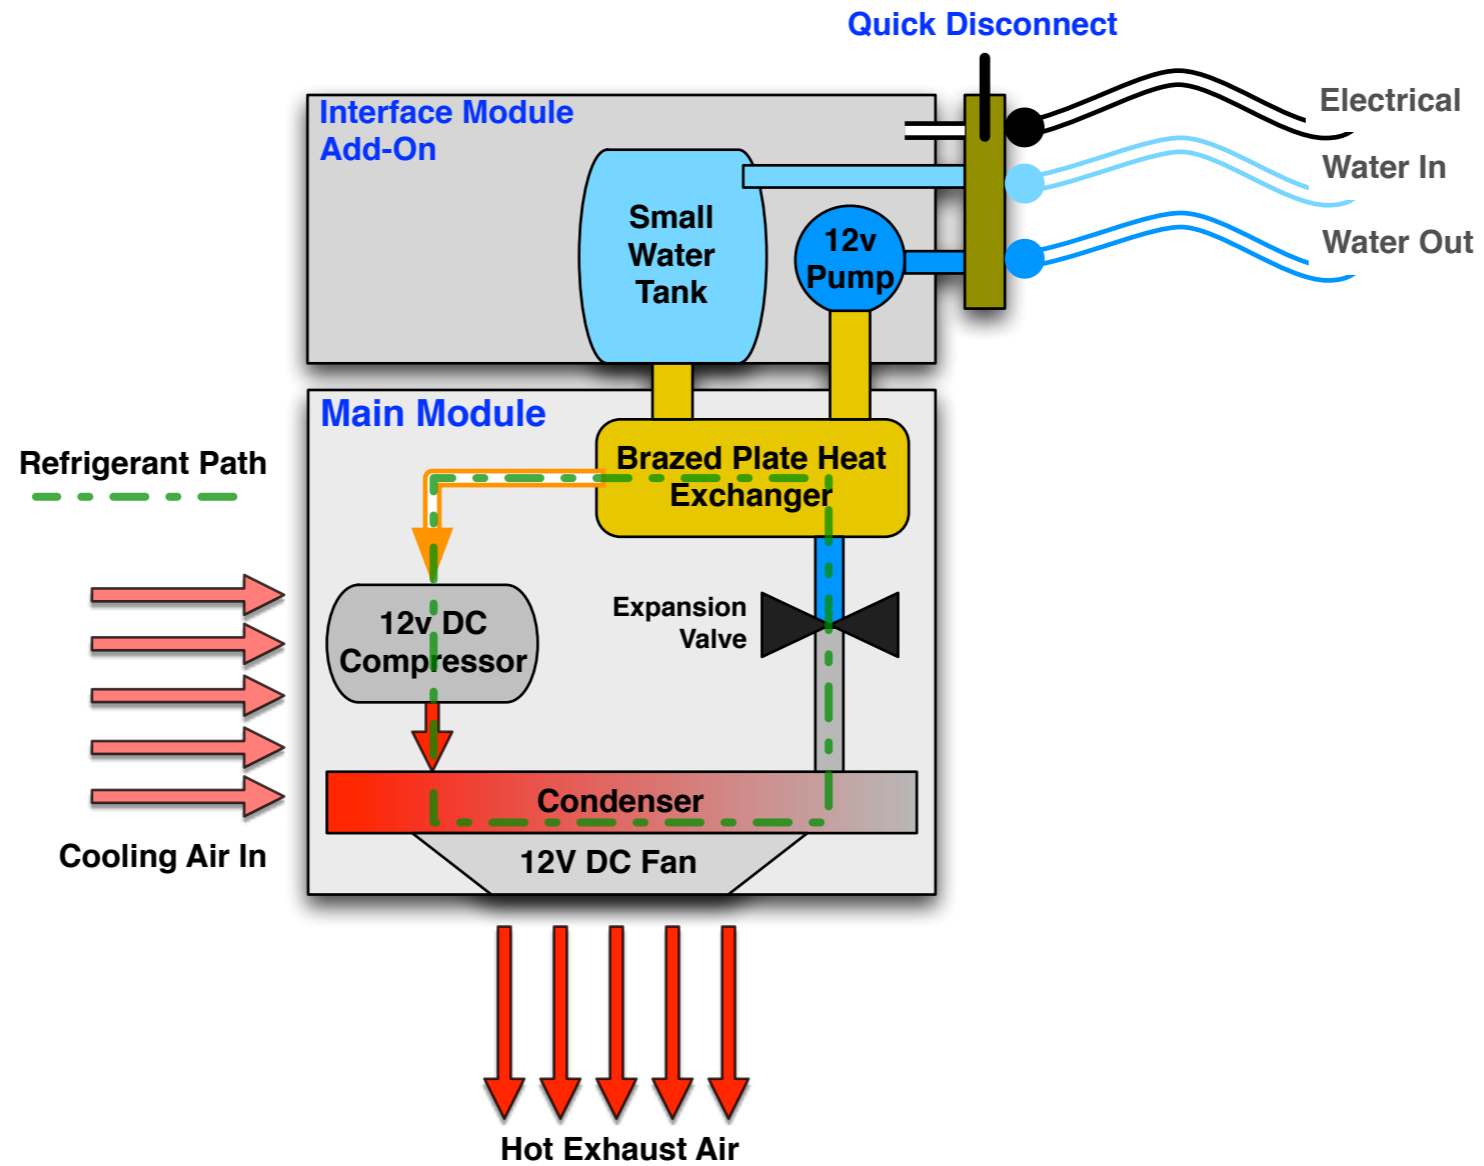 Quick Disconnect
Interface Module
Add-On
Electrical
Water In
Water Out
Small
Water
Tank
12v
Pump
Main Module
Refrigerant Path
Brazed Plate Heat
Exchanger
12v DC
Compressor
Expansion
Valve
Condenser
12V DC Fan
Cooling Air In
Hot Exhaust Air